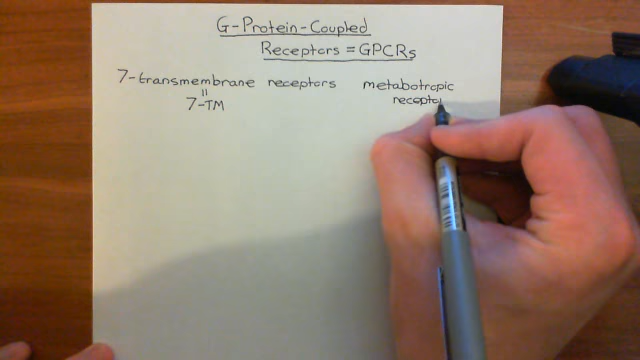 G-Protein-Coupled
Receptors = GPCRs
7-transmembrane receptors metabotropic
7-TM